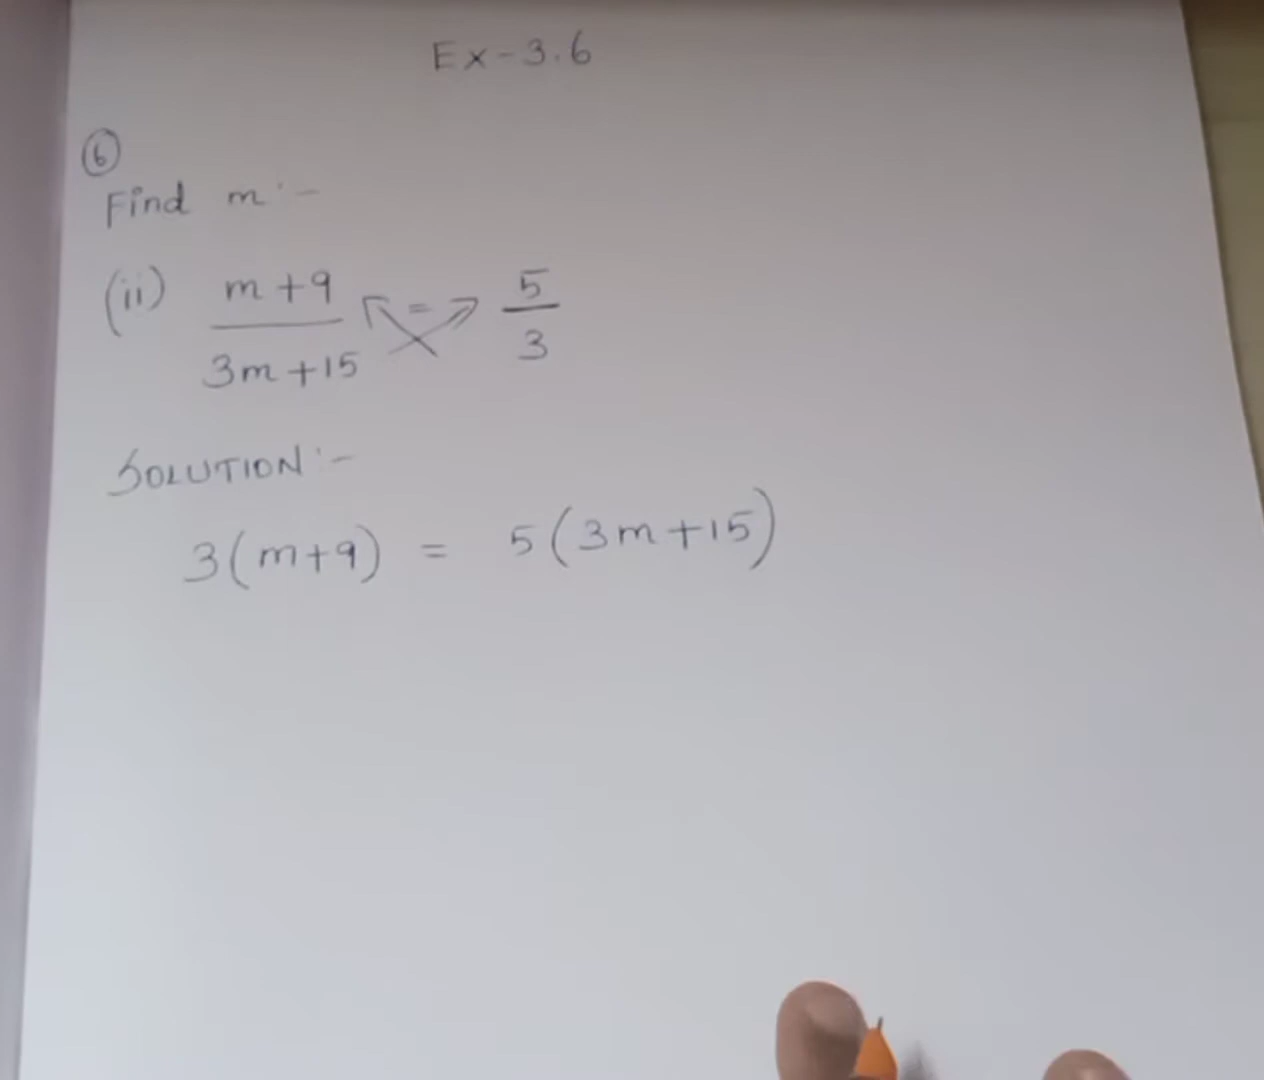 Ex-3.6
6
Find m:-
(ii) m+9 / 3m+15 = 5 / 3
SOLUTION:-
3(m+9) = 5(3m+15)